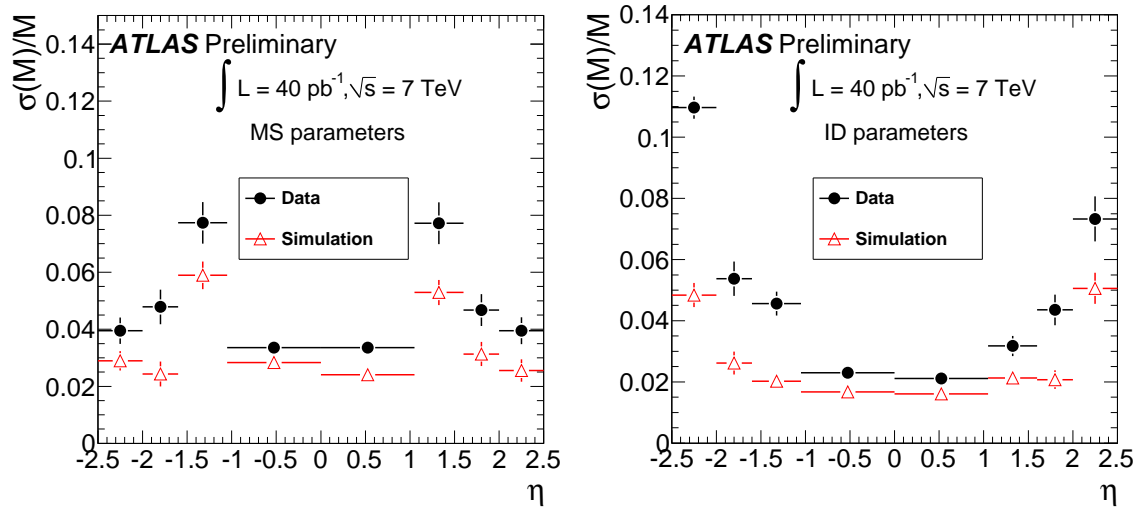 σ(M)/M
0.14
0.12
0.1
0.08
0.06
0.04
0.02
0
ATLAS Preliminary
∫ L = 40 pb⁻¹,√s = 7 TeV
MS parameters
Data
Simulation
-2.5 -2 -1.5 -1 -0.5 0 0.5 1 1.5 2 2.5
η
σ(M)/M
0.14
0.12
0.1
0.08
0.06
0.04
0.02
0
ATLAS Preliminary
∫ L = 40 pb⁻¹,√s = 7 TeV
ID parameters
Data
Simulation
-2.5 -2 -1.5 -1 -0.5 0 0.5 1 1.5 2 2.5
η